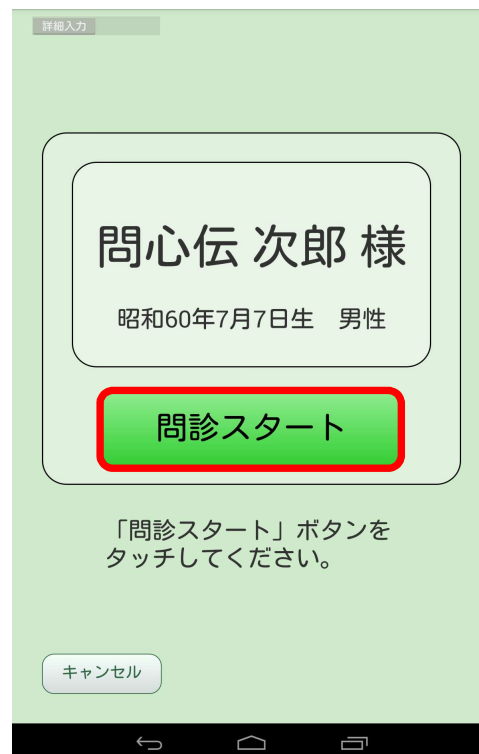 詳細入力
問心伝 次郎 様
昭和60年7月7日生　男性
問診スタート
「問診スタート」ボタンを
タッチしてください。
キャンセル